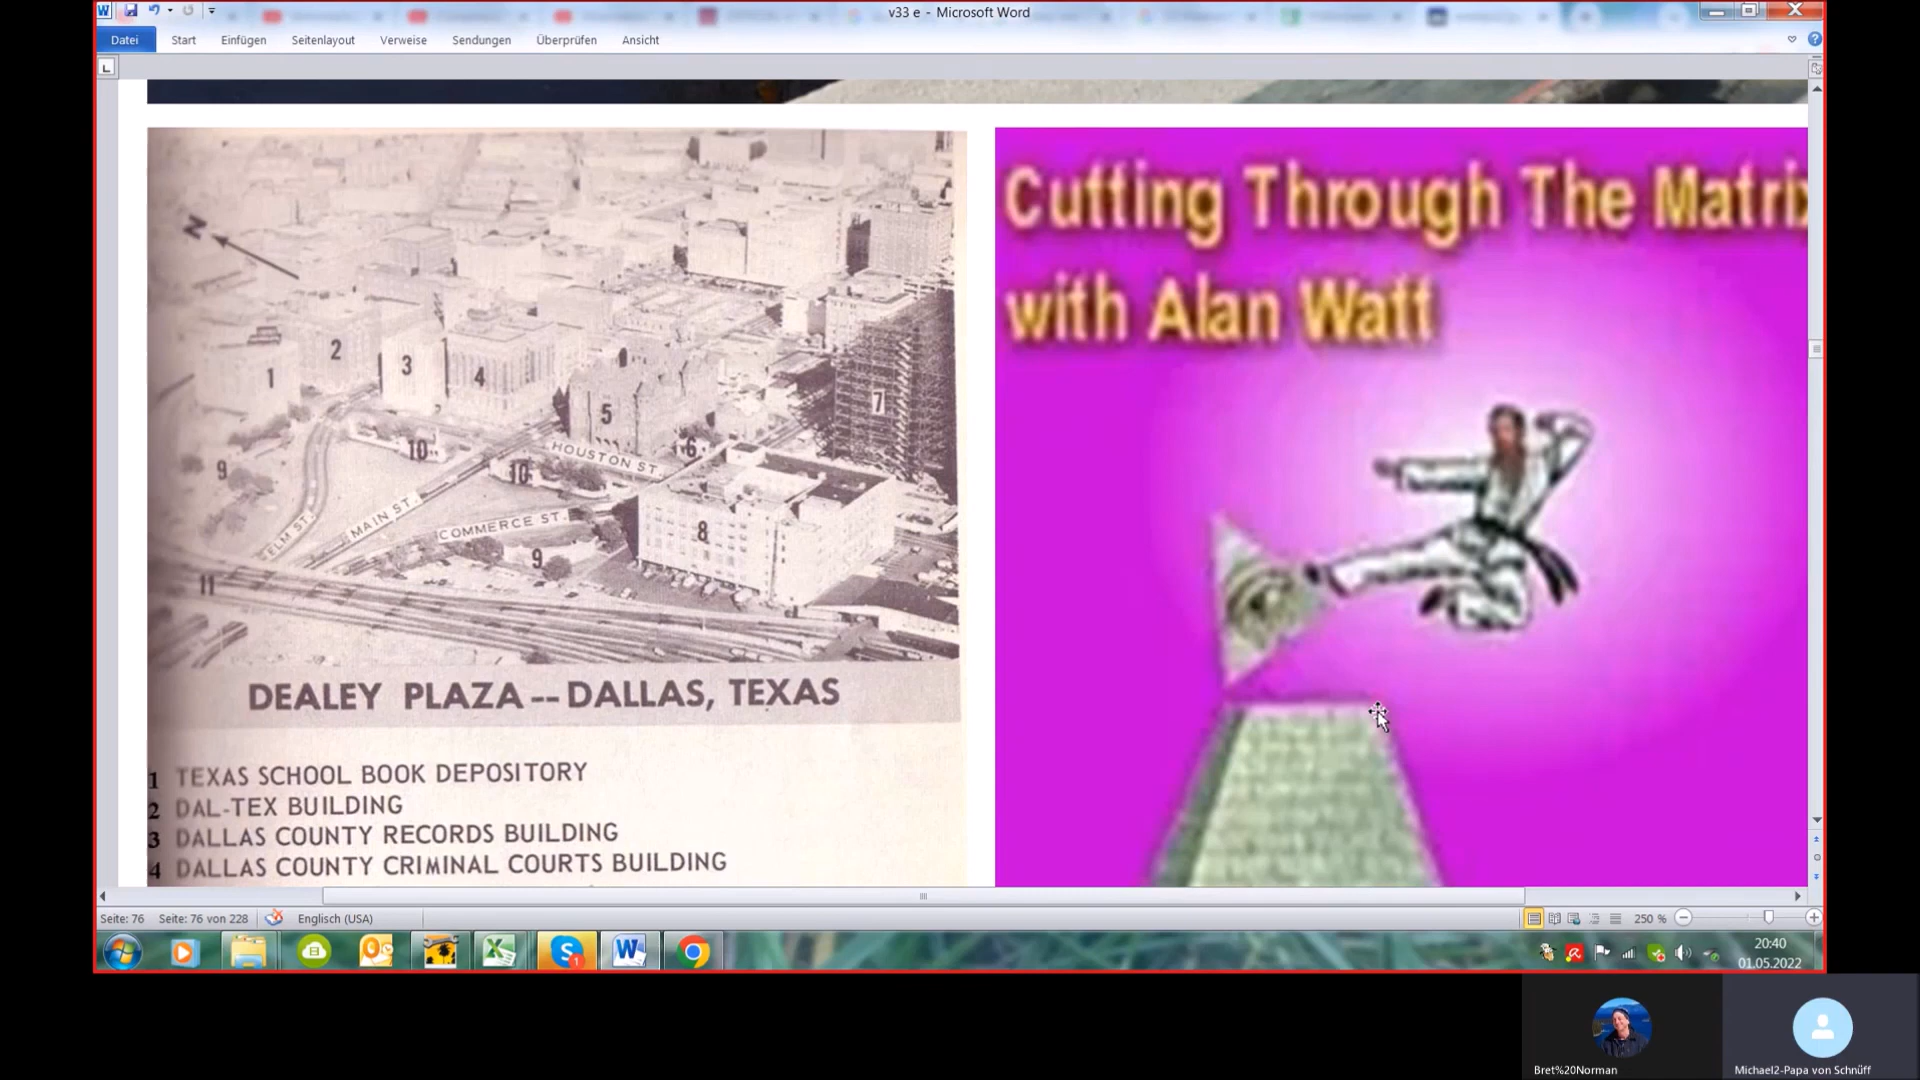 v33 e - Microsoft Word
Datei Start Einfügen Seitenlayout Verweise Sendungen Überprüfen Ansicht
N
1
2
3
4
5
6
7
8
9
10
10
9
11
HOUSTON ST.
ELM ST.
MAIN ST.
COMMERCE ST.
DEALEY PLAZA -- DALLAS, TEXAS
1 TEXAS SCHOOL BOOK DEPOSITORY
2 DAL-TEX BUILDING
3 DALLAS COUNTY RECORDS BUILDING
4 DALLAS COUNTY CRIMINAL COURTS BUILDING
Cutting Through The Matrix
with Alan Watt
Seite: 76 Seite: 76 von 228 Englisch (USA) 250 %
20:40
01.05.2022
Bret%20Norman
Michael2-Papa von Schnüff